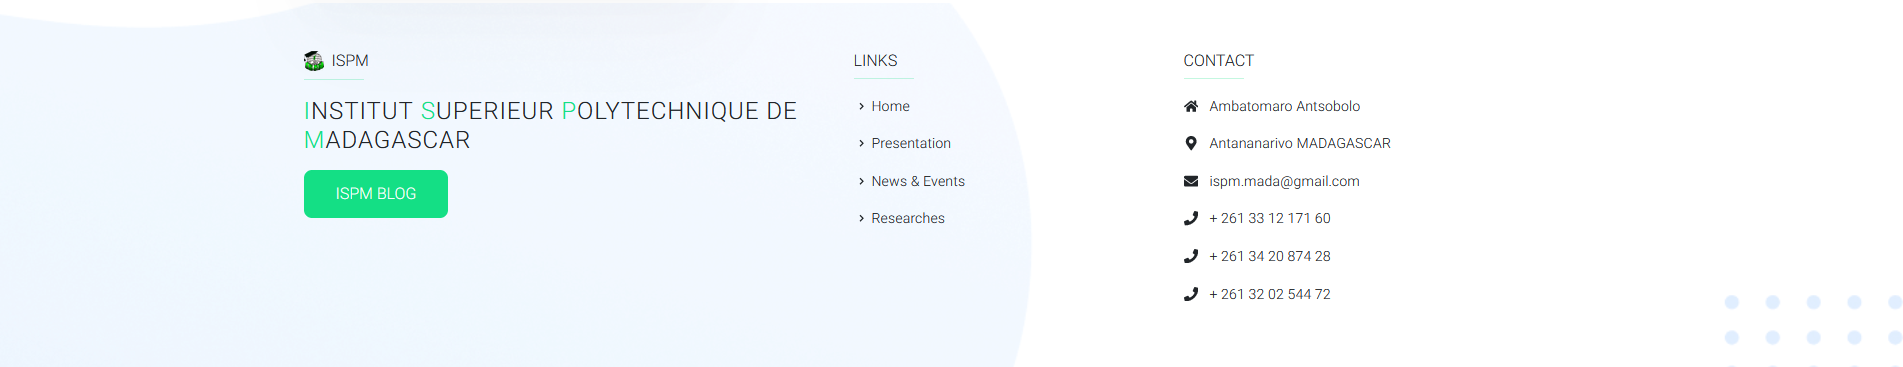 ISPM
INSTITUT SUPERIEUR POLYTECHNIQUE DE
MADAGASCAR
ISPM BLOG
LINKS
Home
Presentation
News & Events
Researches
CONTACT
Ambatomaro Antsobolo
Antananarivo MADAGASCAR
ispm.mada@gmail.com
+ 261 33 12 171 60
+ 261 34 20 874 28
+ 261 32 02 544 72